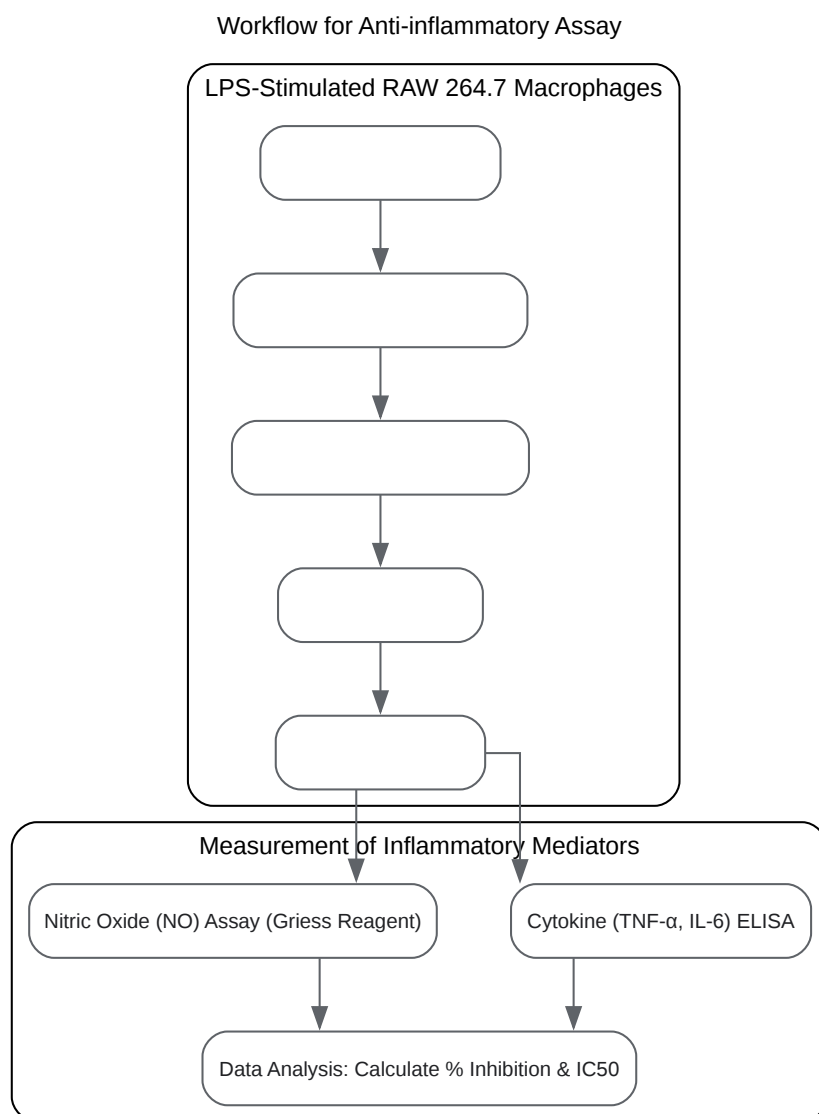 Workflow for Anti-inflammatory Assay
LPS-Stimulated RAW 264.7 Macrophages
Measurement of Inflammatory Mediators
Nitric Oxide (NO) Assay (Griess Reagent)
Cytokine (TNF-α, IL-6) ELISA
Data Analysis: Calculate % Inhibition & IC50